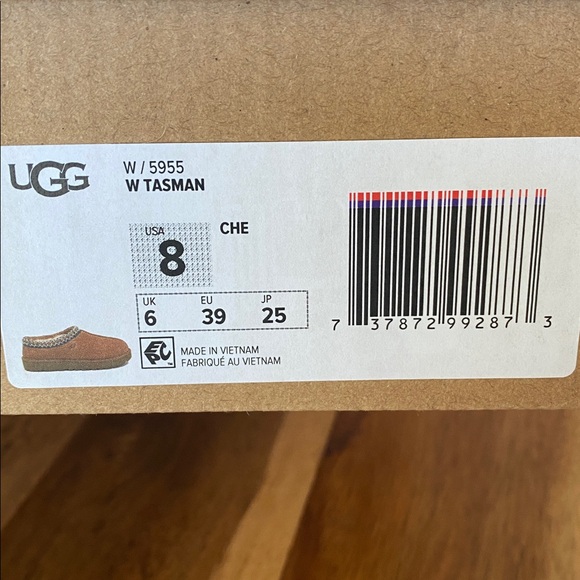 UGG
W / 5955
W TASMAN
USA
8
CHE
UK EU JP
6 39 25
MADE IN VIETNAM
FABRIQUÉ AU VIETNAM
7 37872 99287 3